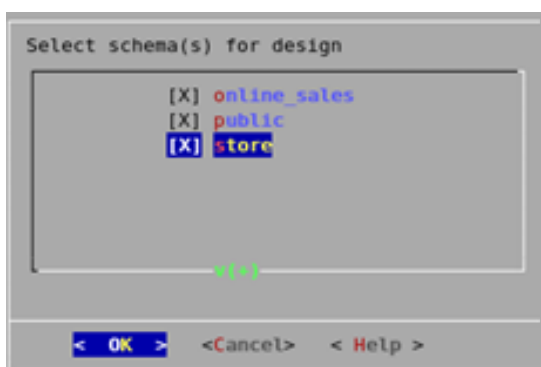 Select schema(s) for design
[X] online_sales
[X] public
[X] store
v(+)
< OK > <Cancel> < Help >